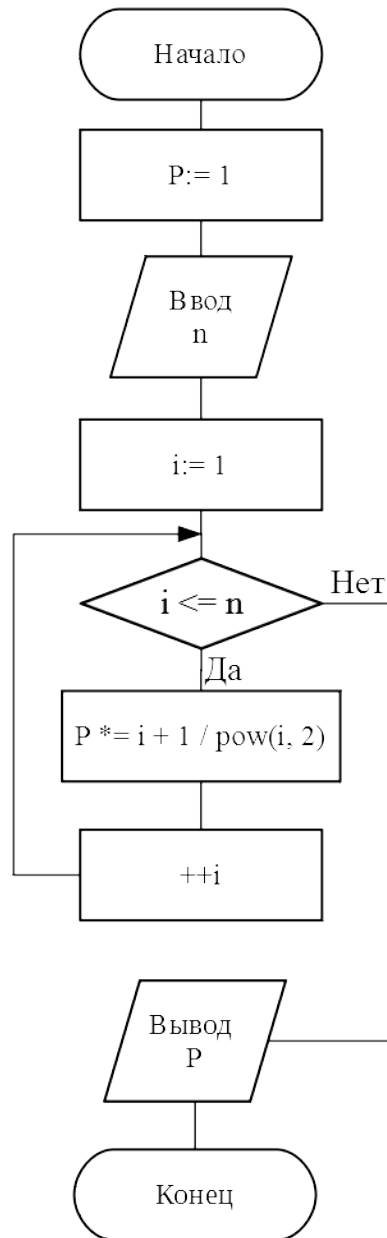 Начало
P:= 1
Ввод
n
i:= 1
i <= n
Нет
Да
P *= i + 1 / pow(i, 2)
++i
Вывод
P
Конец